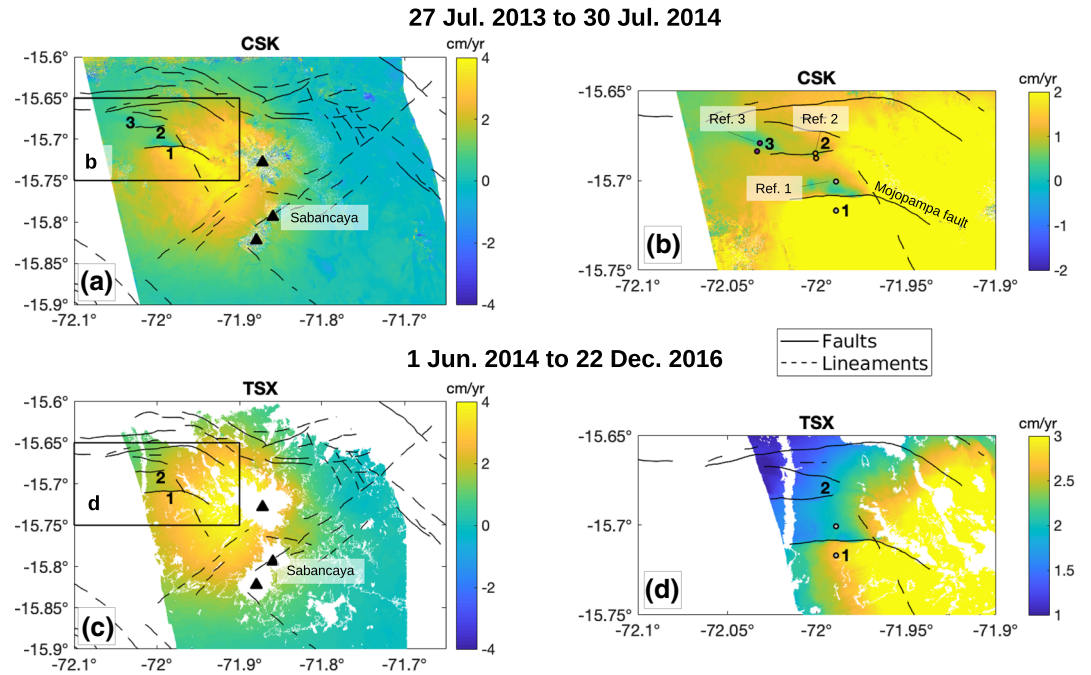 27 Jul. 2013 to 30 Jul. 2014
CSK
cm/yr
-15.6°
-15.65°
-15.7°
-15.75°
-15.8°
-15.85°
-15.9°
-72.1°
-72°
-71.9°
-71.8°
-71.7°
4
2
0
-2
-4
3
2
1
b
Sabancaya
(a)
CSK
cm/yr
-15.65°
-15.7°
-15.75°
-72.1°
-72.05°
-72°
-71.95°
-71.9°
2
1
0
-1
-2
Ref. 3
Ref. 2
3
2
Ref. 1
1
Mojopampa fault
(b)
Faults
Lineaments
1 Jun. 2014 to 22 Dec. 2016
TSX
cm/yr
-15.6°
-15.65°
-15.7°
-15.75°
-15.8°
-15.85°
-15.9°
-72.1°
-72°
-71.9°
-71.8°
-71.7°
4
2
0
-2
-4
2
1
d
Sabancaya
(c)
TSX
cm/yr
-15.65°
-15.7°
-15.75°
-72.1°
-72.05°
-72°
-71.95°
-71.9°
3
2.5
2
1.5
1
2
1
(d)